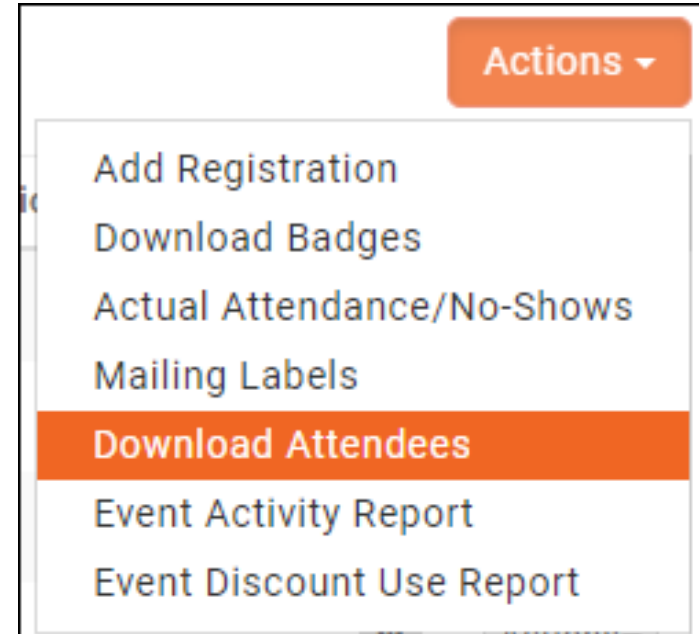 Actions
Add Registration
Download Badges
Actual Attendance/No-Shows
Mailing Labels
Download Attendees
Event Activity Report
Event Discount Use Report